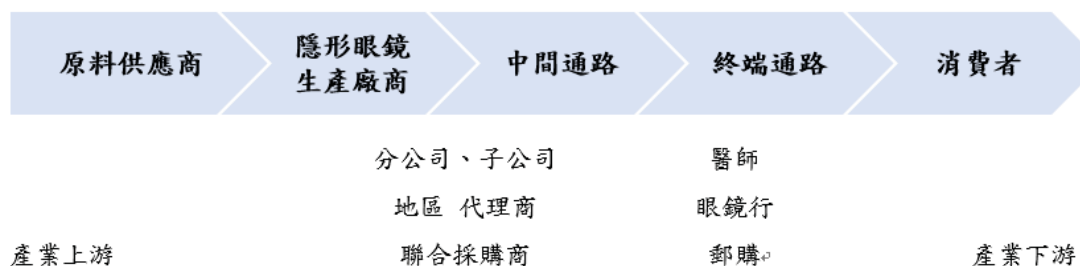 原料供應商
隱形眼鏡
生產廠商
中間通路
終端通路
消費者
分公司、子公司
醫師
地區 代理商
眼鏡行
產業上游
聯合採購商
郵購
產業下游